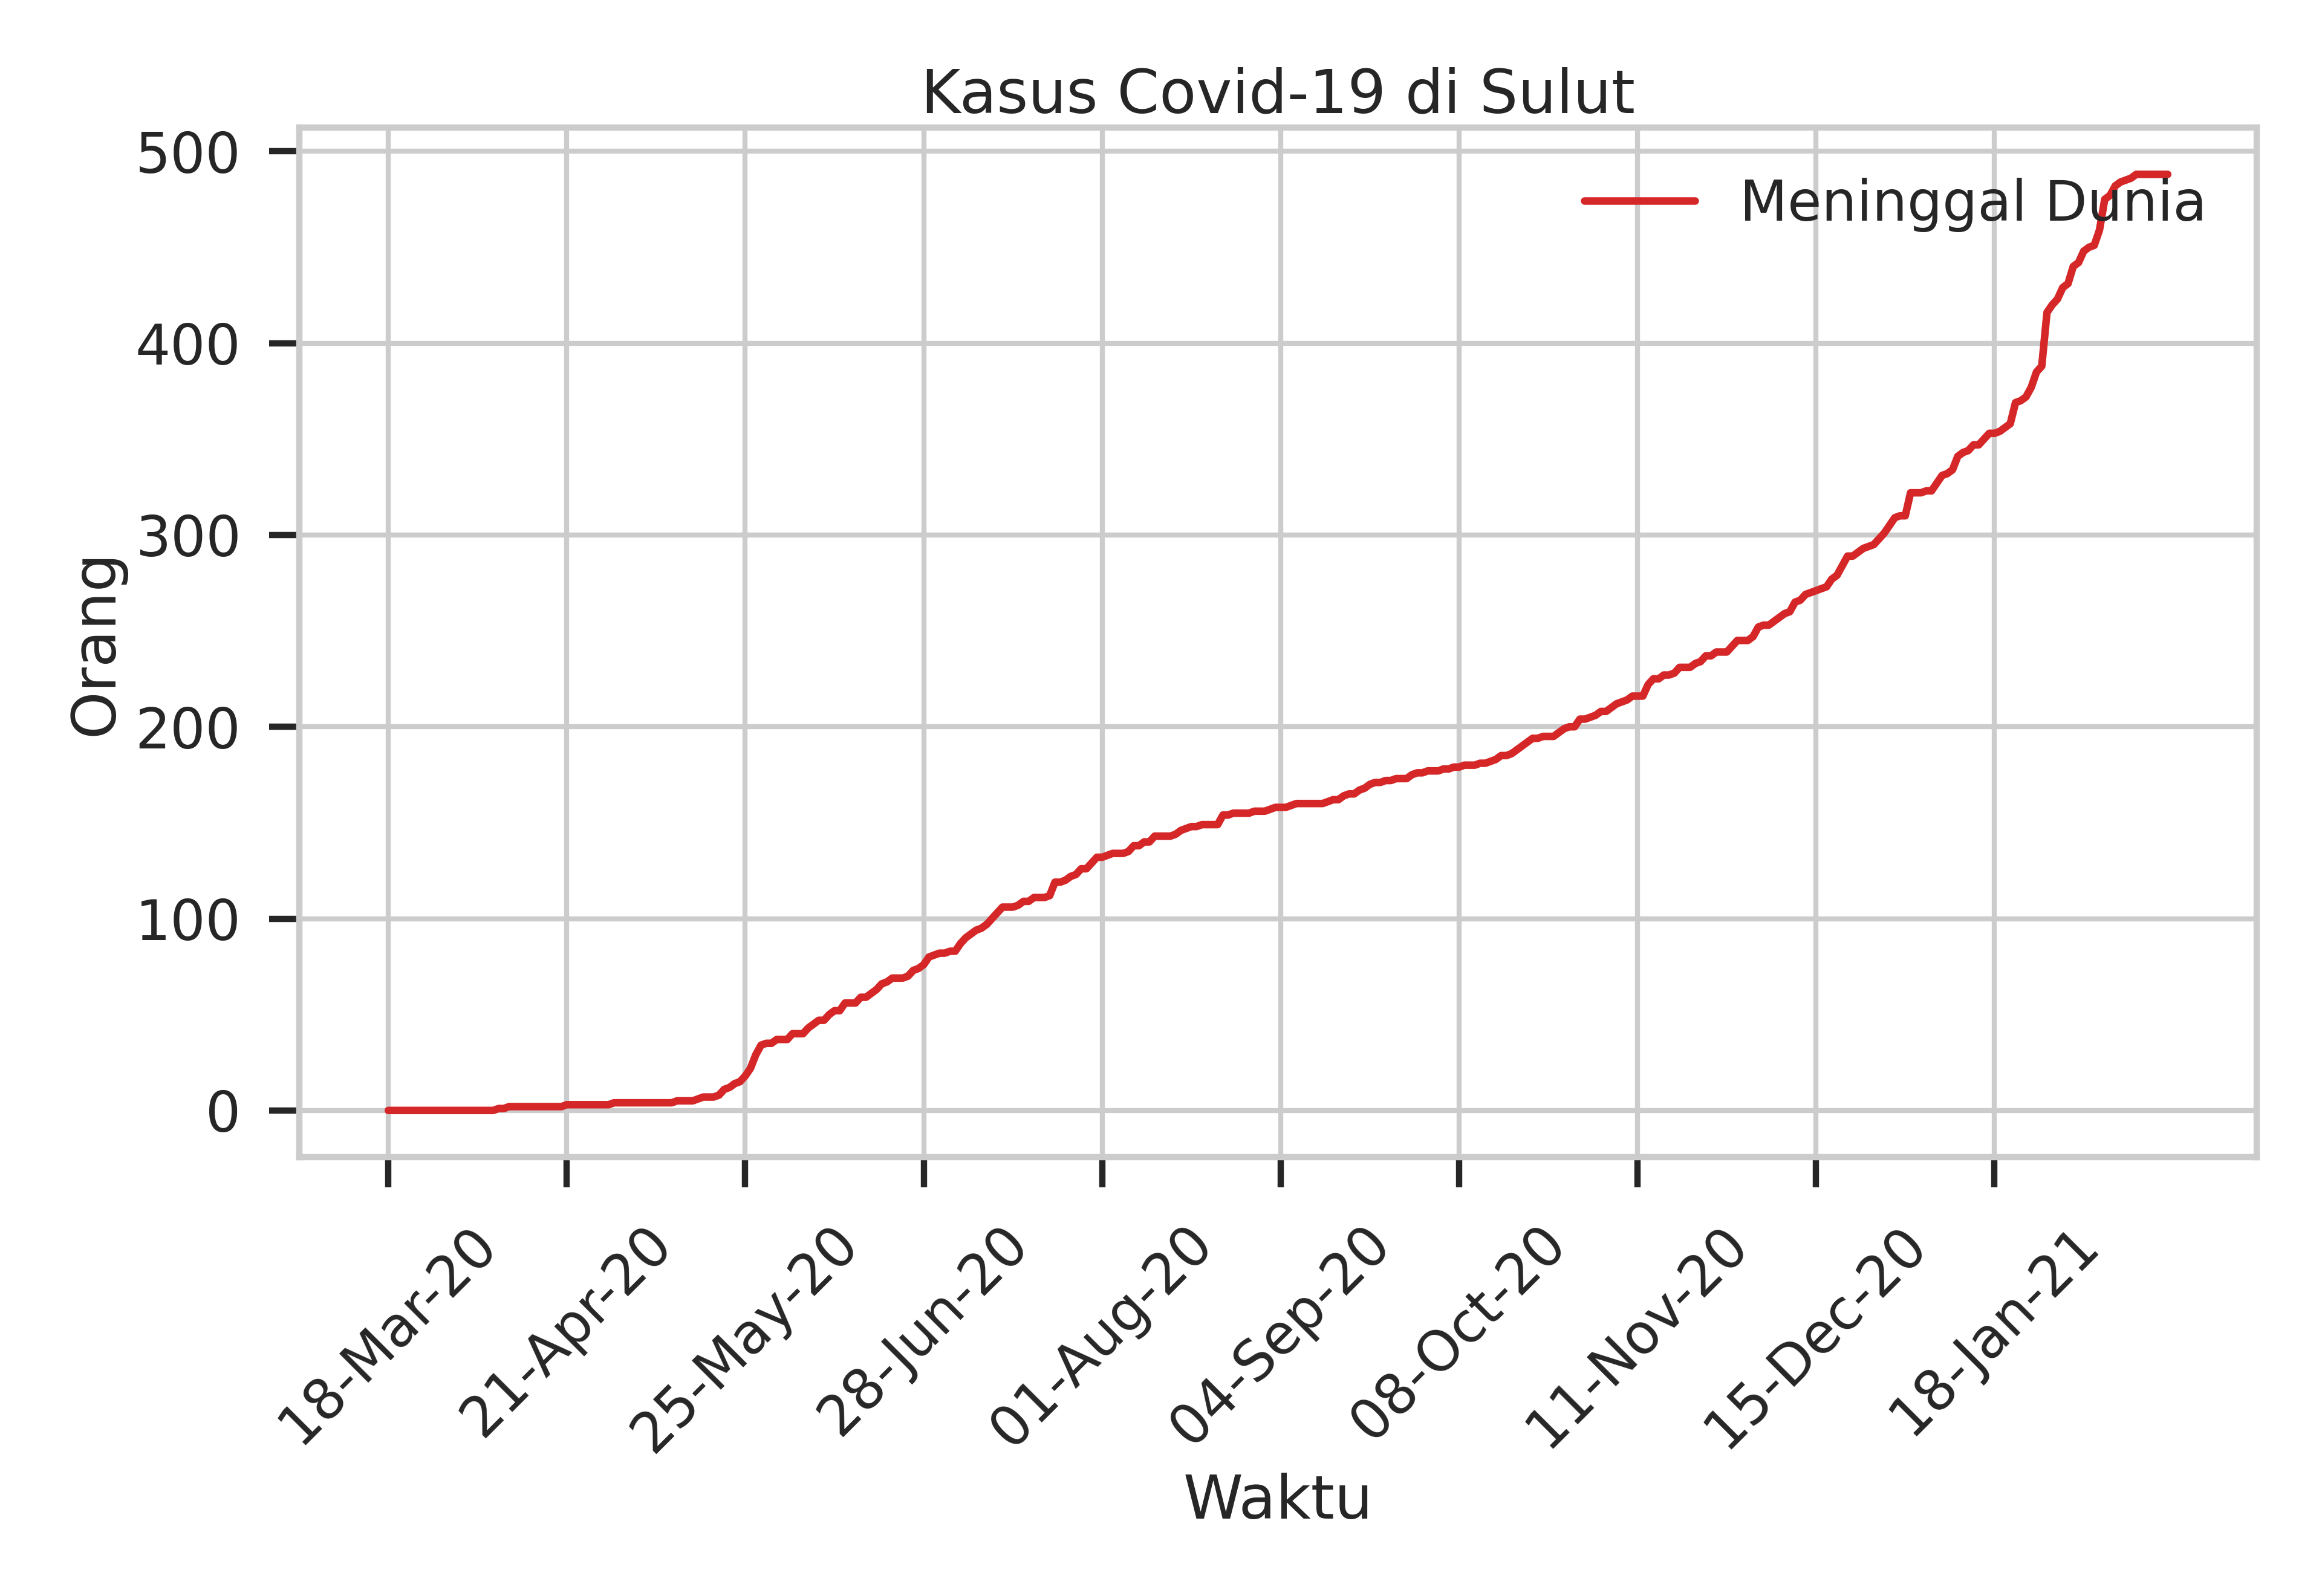 Kasus Covid-19 di Sulut
Meninggal Dunia
Orang
500
400
300
200
100
0
18-Mar-20
21-Apr-20
25-May-20
28-Jun-20
01-Aug-20
04-Sep-20
08-Oct-20
11-Nov-20
15-Dec-20
18-Jan-21
Waktu